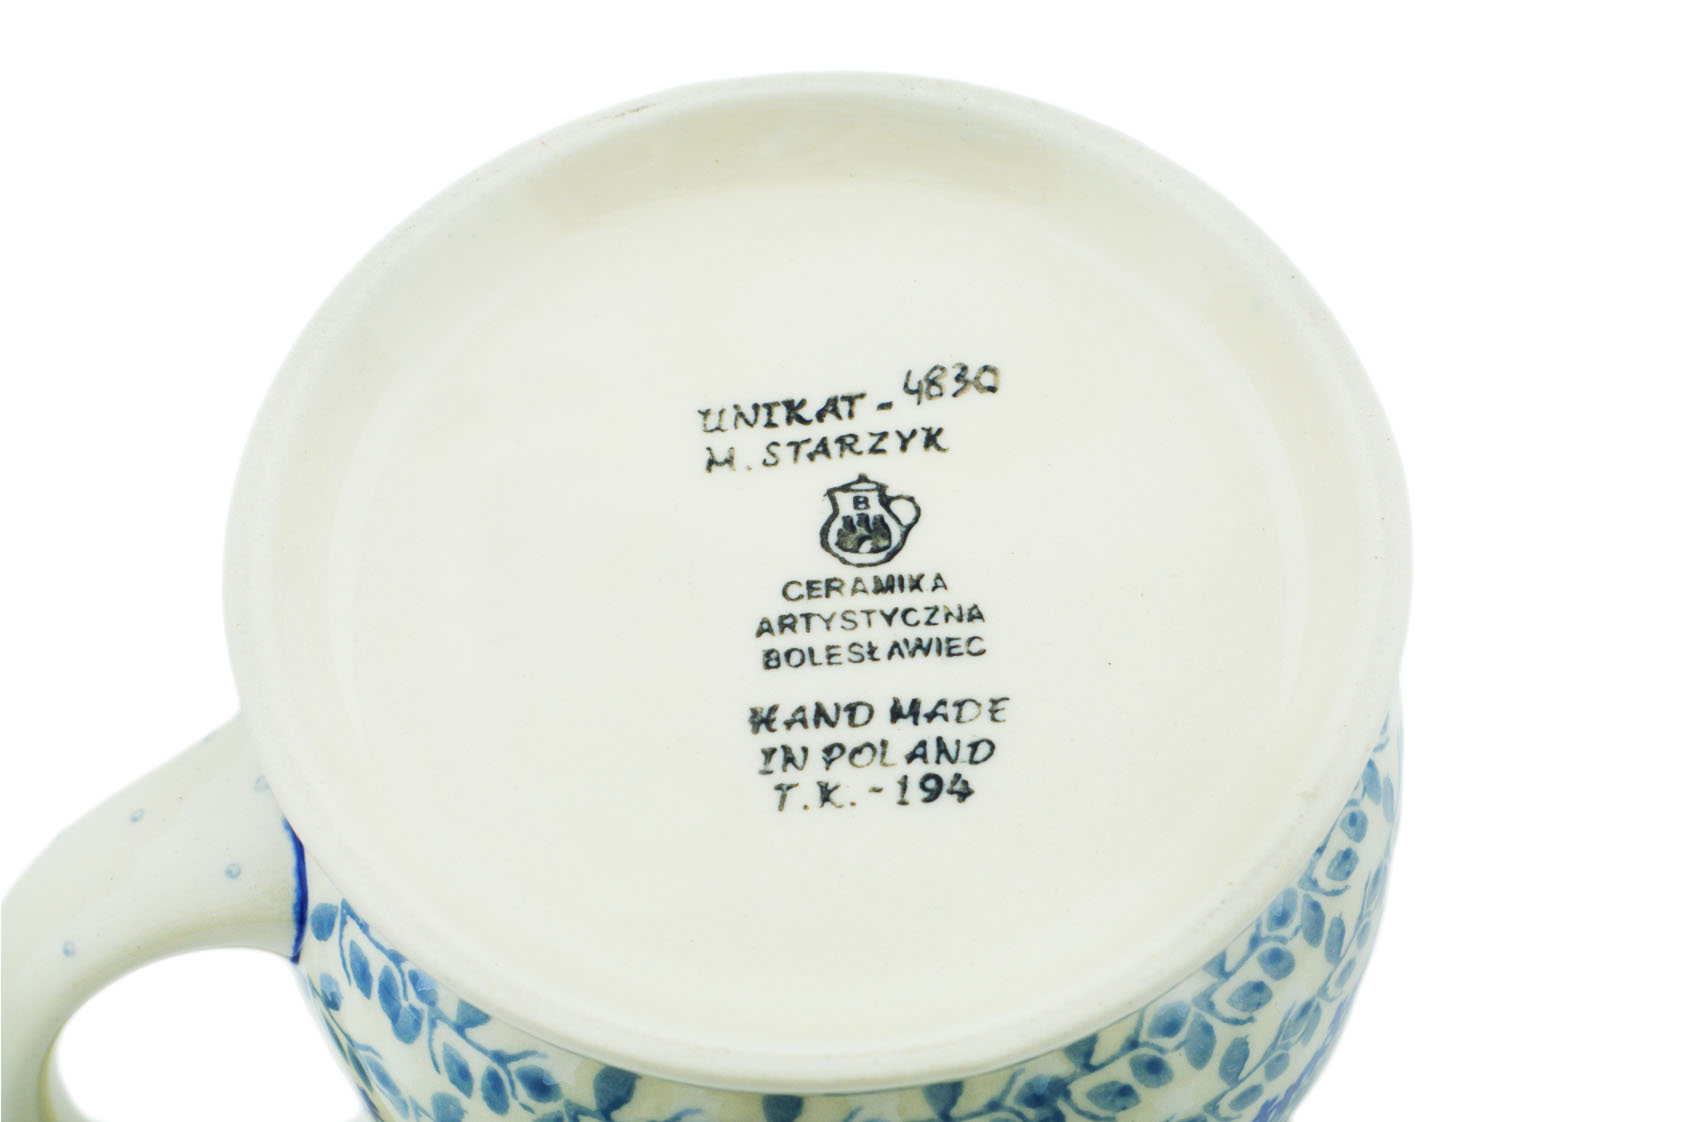 UNIKAT - 4830
M. STARZYK
B
CERAMIKA
ARTYSTYCZNA
BOLESŁAWIEC
HAND MADE
IN POLAND
T.K. - 194